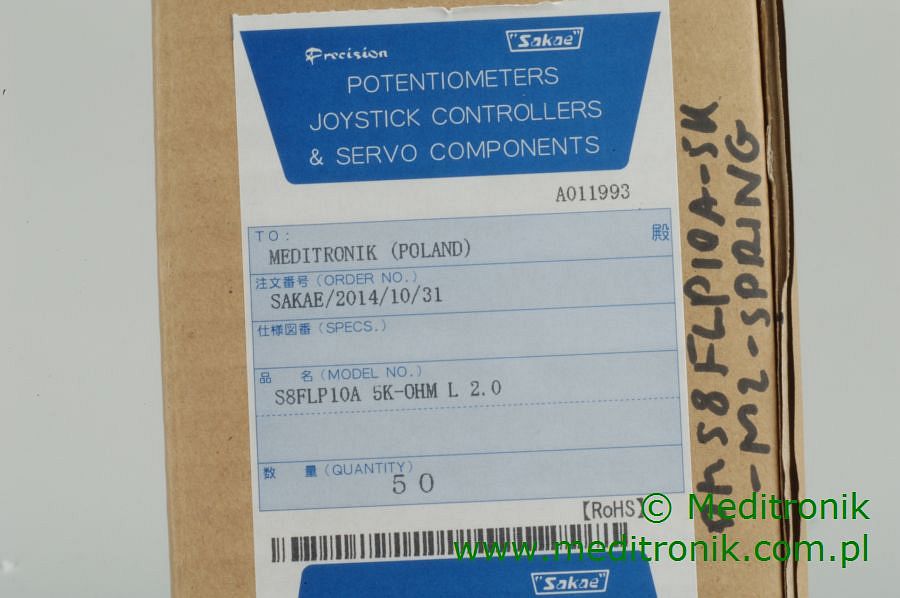 Precision "Sakae"
POTENTIOMETERS
JOYSTICK CONTROLLERS
& SERVO COMPONENTS
A011993
TO: 殿
MEDITRONIK (POLAND)
注文番号 (ORDER NO.)
SAKAE/2014/10/31
仕様図番 (SPECS.)
品 名 (MODEL NO.)
S8FLP10A 5K-OHM L 2.0
数 量 (QUANTITY)
50
【RoHS】
"Sakae"
S8FLP10A-5K
-M2-SPRING
© Meditronik
www.meditronik.com.pl